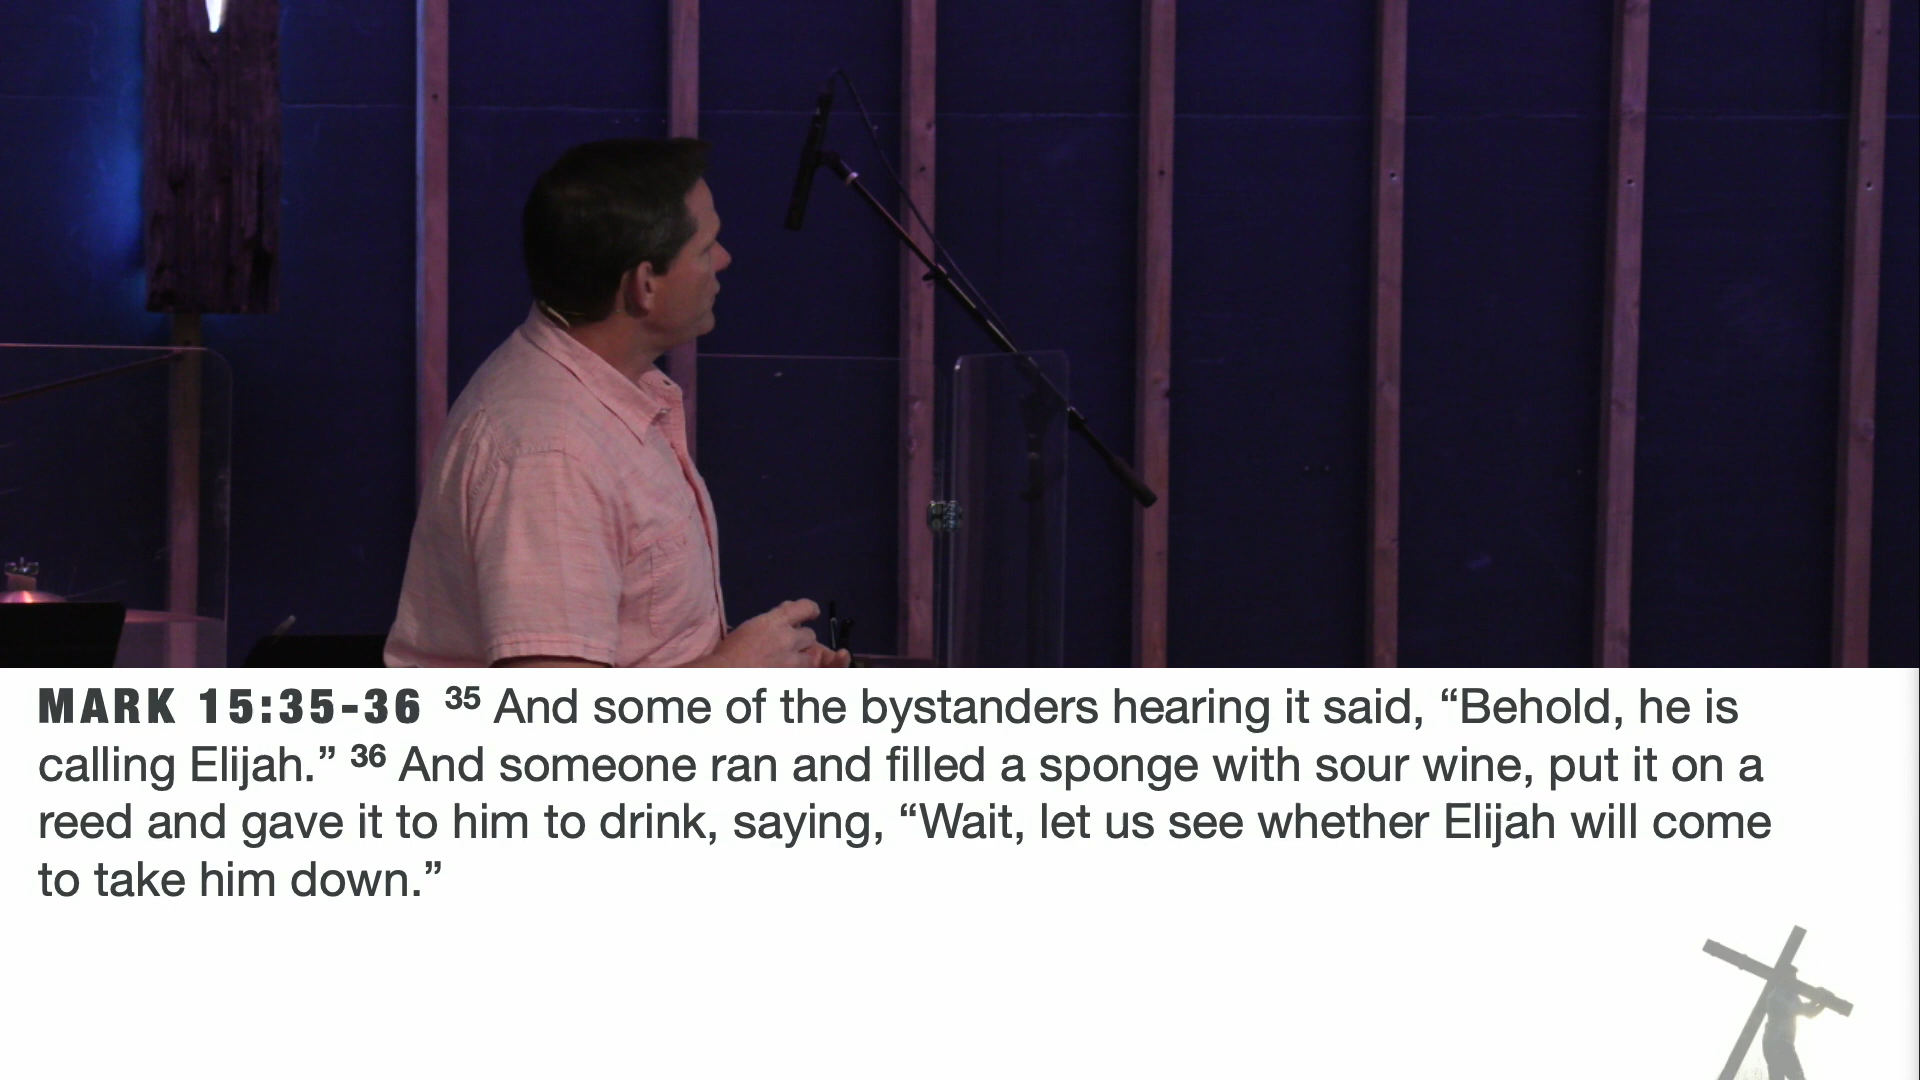 MARK 15:35-36 35 And some of the bystanders hearing it said, “Behold, he is
calling Elijah.” 36 And someone ran and filled a sponge with sour wine, put it on a
reed and gave it to him to drink, saying, “Wait, let us see whether Elijah will come
to take him down.”